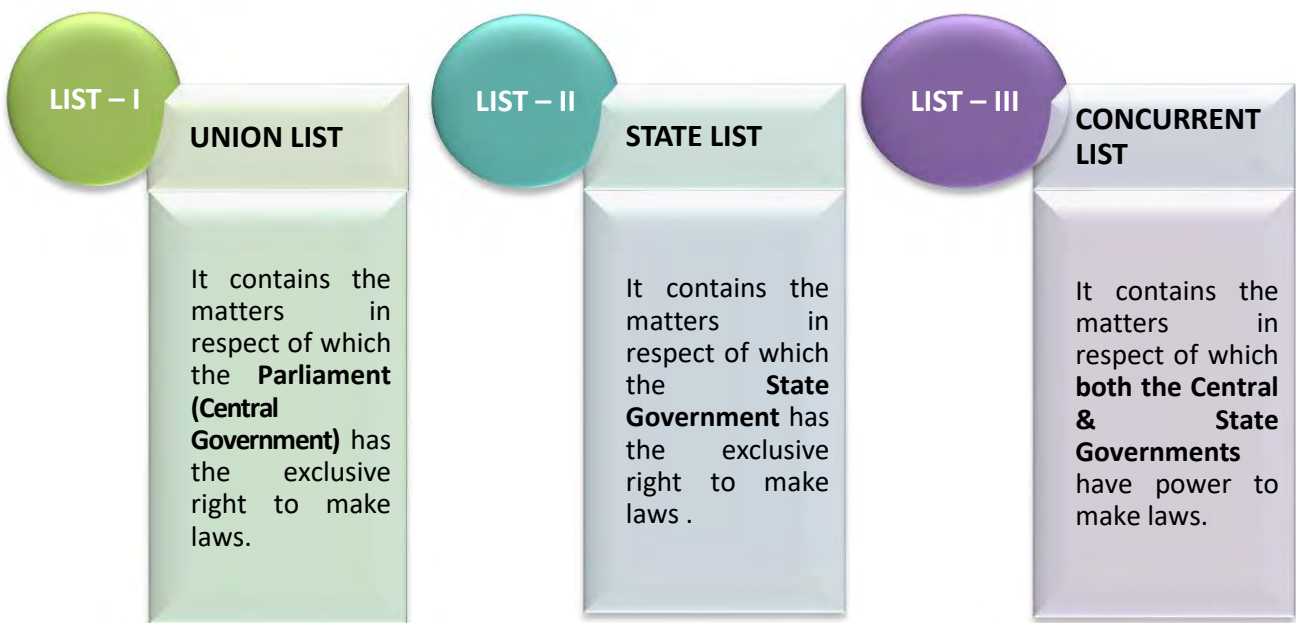 LIST – I
UNION LIST
It contains the
matters in
respect of which
the Parliament
(Central
Government) has
the exclusive
right to make
laws.
LIST – II
STATE LIST
It contains the
matters in
respect of which
the State
Government has
the exclusive
right to make
laws .
LIST – III
CONCURRENT
LIST
It contains the
matters in
respect of which
both the Central
& State
Governments
have power to
make laws.